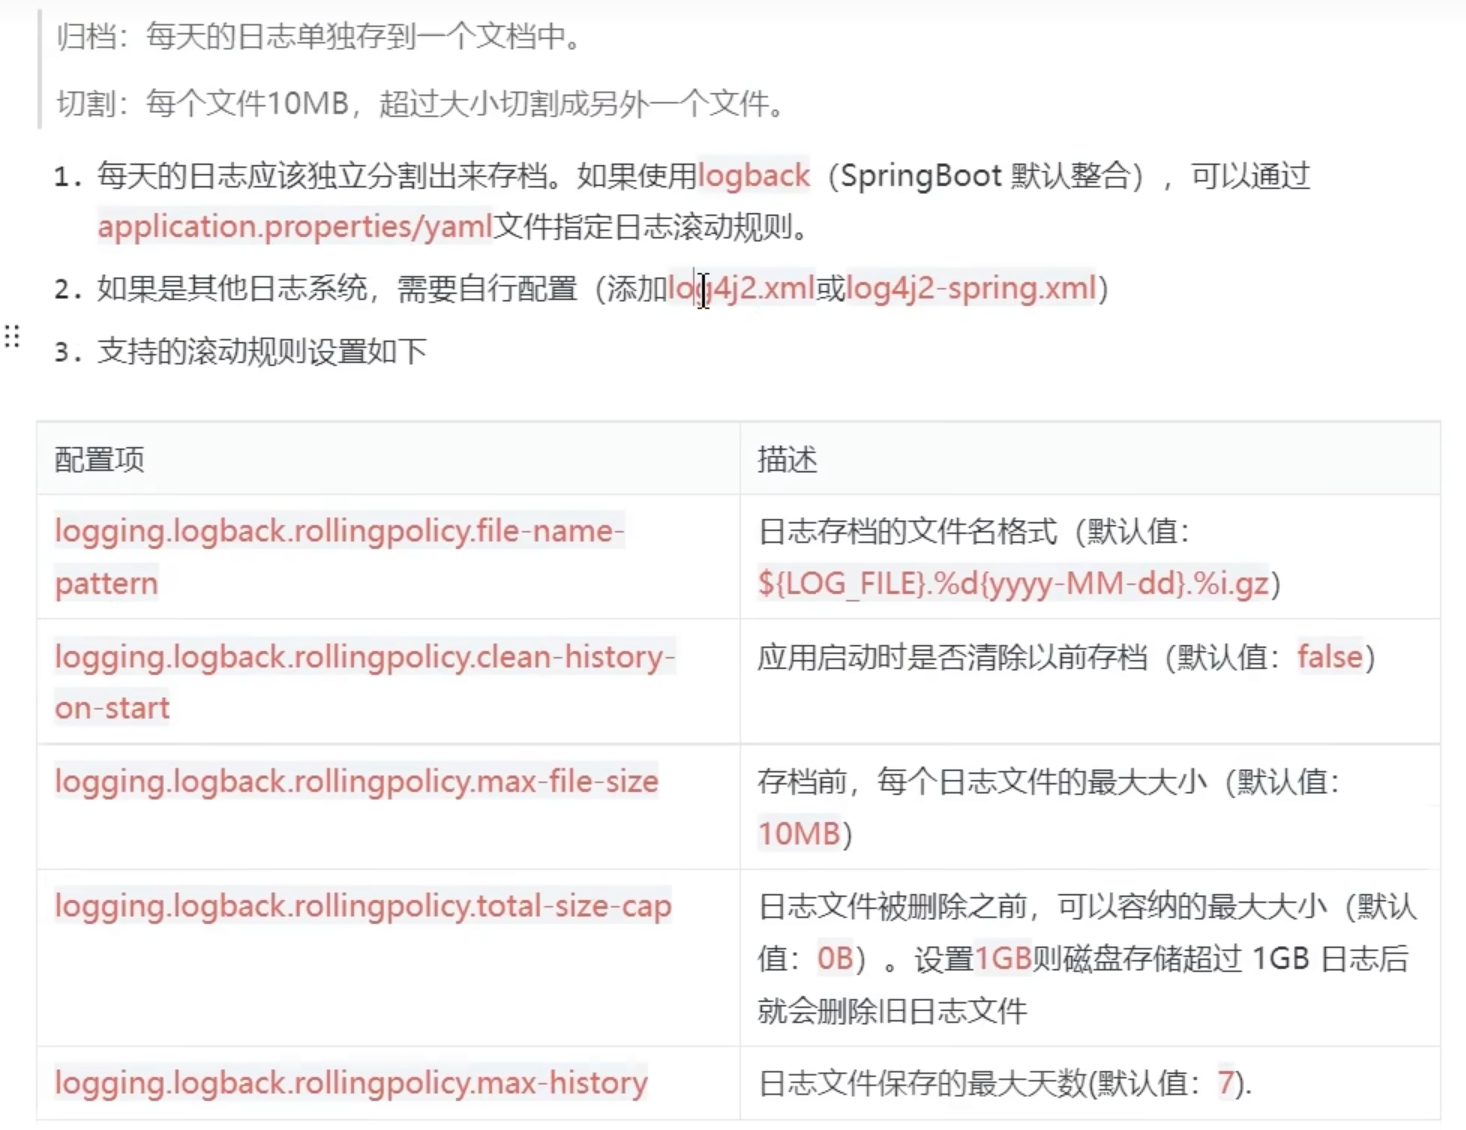 归档：每天的日志单独存到一个文档中。
切割：每个文件10MB，超过大小切割成另外一个文件。
1. 每天的日志应该独立分割出来存档。如果使用logback（SpringBoot 默认整合），可以通过
application.properties/yaml文件指定日志滚动规则。
2. 如果是其他日志系统，需要自行配置（添加log4j2.xml或log4j2-spring.xml）
3. 支持的滚动规则设置如下
配置项
描述
logging.logback.rollingpolicy.file-name-
pattern
日志存档的文件名格式（默认值：
${LOG_FILE}.%d{yyyy-MM-dd}.%i.gz）
logging.logback.rollingpolicy.clean-history-
on-start
应用启动时是否清除以前存档（默认值：false）
logging.logback.rollingpolicy.max-file-size
存档前，每个日志文件的最大大小（默认值：
10MB）
logging.logback.rollingpolicy.total-size-cap
日志文件被删除之前，可以容纳的最大大小（默认
值：0B）。设置1GB则磁盘存储超过 1GB 日志后
就会删除旧日志文件
logging.logback.rollingpolicy.max-history
日志文件保存的最大天数(默认值：7).